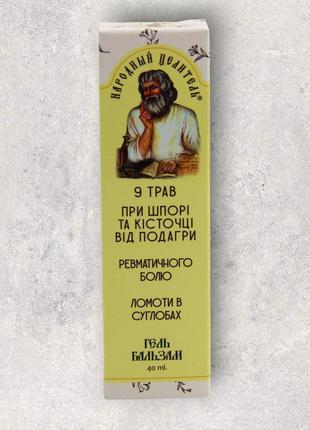 НАРОДНЫЙ ЦЕЛИТЕЛЬ®
9 ТРАВ
ПРИ ШПОРІ
ТА КІСТОЧЦІ
ВІД ПОДАГРИ
РЕВМАТИЧНОГО
БОЛЮ
ЛОМОТИ В
СУГЛОБАХ
ГЕЛЬ
БАЛЬЗАМ
40 ml.